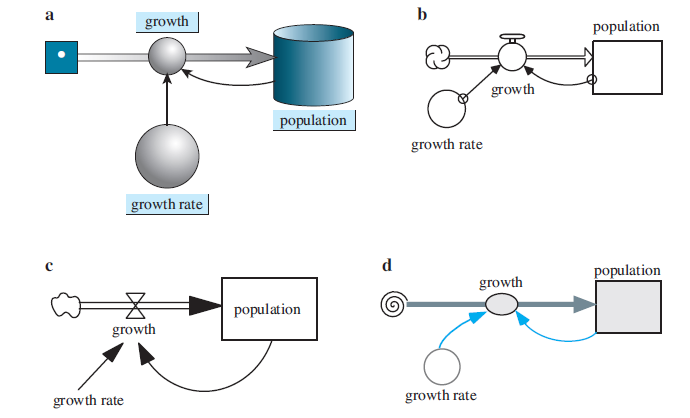 a
growth
population
growth rate
b
population
growth
growth rate
c
population
growth
growth rate
d
growth
population
growth rate